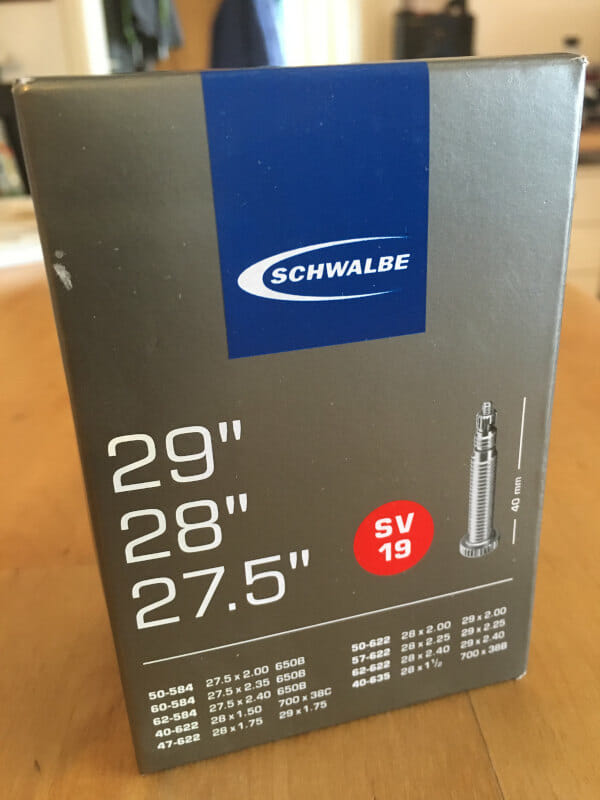 SCHWALBE
29"
28"
27.5"
SV
19
40 mm
50-584 27.5 x 2.00 650B
60-584 27.5 x 2.35 650B
62-584 27.5 x 2.40 650B
40-622 28 x 1.50 700 x 38C
47-622 28 x 1.75 29 x 1.75
50-622 28 x 2.00 29 x 2.00
57-622 28 x 2.25 29 x 2.25
62-622 28 x 2.40 29 x 2.40
40-635 28 x 1½ 700 x 38B